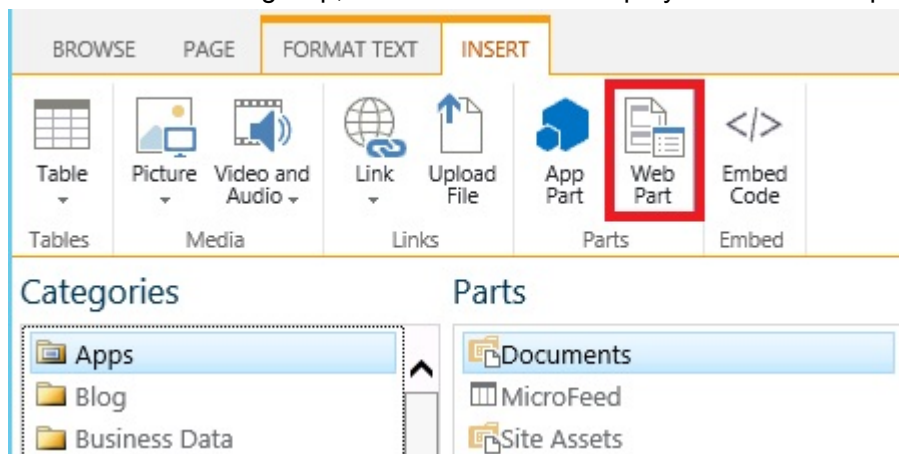 BROWSE PAGE FORMAT TEXT INSERT
Table Picture Video and Audio Link Upload File App Part Web Part Embed Code
Tables Media Links Parts Embed
Categories Parts
Apps Documents
Blog MicroFeed
Business Data Site Assets